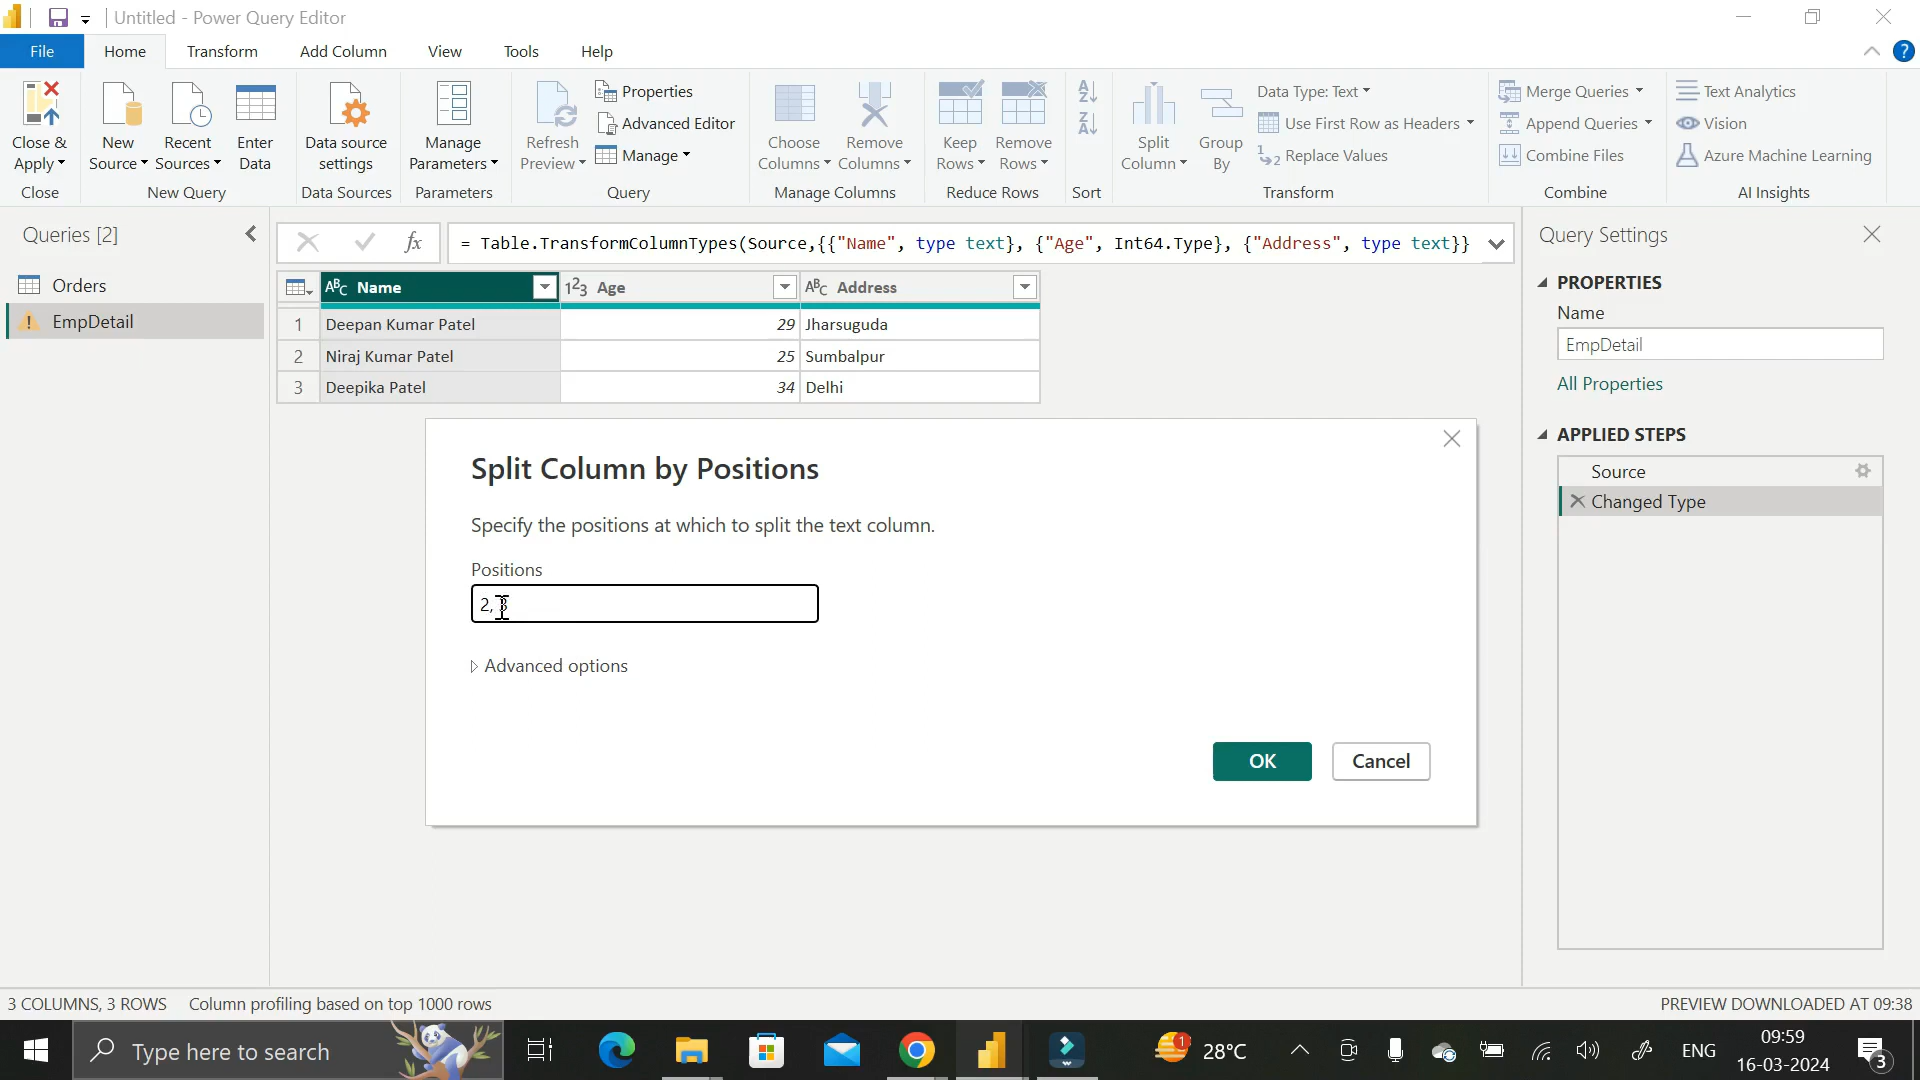 Untitled - Power Query Editor
File
Home
Transform
Add Column
View
Tools
Help
?
Close &
Apply
Close
New
Source
Recent
Sources
Enter
Data
New Query
Data source
settings
Data Sources
Manage
Parameters
Parameters
Refresh
Preview
Properties
Advanced Editor
Manage
Query
Choose
Columns
Remove
Columns
Manage Columns
Keep
Rows
Remove
Rows
Reduce Rows
Sort
Split
Column
Group
By
Data Type: Text
Use First Row as Headers
Replace Values
Transform
Merge Queries
Append Queries
Combine Files
Combine
Text Analytics
Vision
Azure Machine Learning
AI Insights
Queries [2]
Orders
EmpDetail
fx
= Table.TransformColumnTypes(Source,{{"Name", type text}, {"Age", Int64.Type}, {"Address", type text}}
ABC Name
123 Age
ABC Address
1 Deepan Kumar Patel 29 Jharsuguda
2 Niraj Kumar Patel 25 Sumbalpur
3 Deepika Patel 34 Delhi
Split Column by Positions
Specify the positions at which to split the text column.
Positions
2,
Advanced options
OK
Cancel
Query Settings
PROPERTIES
Name
EmpDetail
All Properties
APPLIED STEPS
Source
Changed Type
3 COLUMNS, 3 ROWS
Column profiling based on top 1000 rows
PREVIEW DOWNLOADED AT 09:38
Type here to search
1
28°C
ENG
09:59
16-03-2024
3